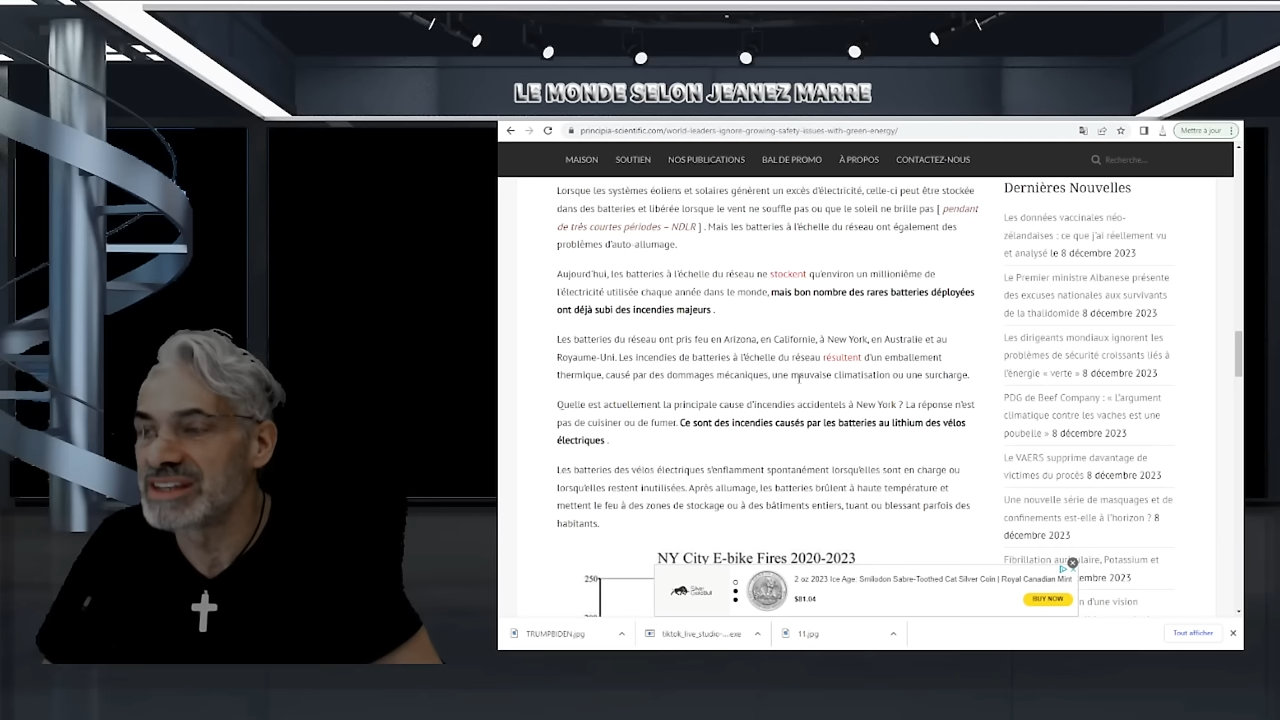 LE MONDE SELON JEANEZ MARRE
principia-scientific.com/world-leaders-ignore-growing-safety-issues-with-green-energy/
Mettre à jour
MAISON SOUTIEN NOS PUBLICATIONS BAL DE PROMO À PROPOS CONTACTEZ-NOUS Recherche...
Lorsque les systèmes éoliens et solaires génèrent un excès d'électricité, celle-ci peut être stockée
dans des batteries et libérée lorsque le vent ne souffle pas ou que le soleil ne brille pas [ pendant
de très courtes périodes – NDLR ] . Mais les batteries à l'échelle du réseau ont également des
problèmes d'auto-allumage.
Aujourd'hui, les batteries à l'échelle du réseau ne stockent qu'environ un millionième de
l'électricité utilisée chaque année dans le monde, mais bon nombre des rares batteries déployées
ont déjà subi des incendies majeurs .
Les batteries du réseau ont pris feu en Arizona, en Californie, à New York, en Australie et au
Royaume-Uni. Les incendies de batteries à l'échelle du réseau résultent d'un emballement
thermique, causé par des dommages mécaniques, une mauvaise climatisation ou une surcharge.
Quelle est actuellement la principale cause d'incendies accidentels à New York ? La réponse n'est
pas de cuisiner ou de fumer. Ce sont des incendies causés par les batteries au lithium des vélos
électriques .
Les batteries des vélos électriques s'enflamment spontanément lorsqu'elles sont en charge ou
lorsqu'elles restent inutilisées. Après allumage, les batteries brûlent à haute température et
mettent le feu à des zones de stockage ou à des bâtiments entiers, tuant ou blessant parfois des
habitants.
NY City E-bike Fires 2020-2023
250
Dernières Nouvelles
Les données vaccinales néo-
zélandaises : ce que j'ai réellement vu
et analysé le 8 décembre 2023
Le Premier ministre Albanese présente
des excuses nationales aux survivants
de la thalidomide 8 décembre 2023
Les dirigeants mondiaux ignorent les
problèmes de sécurité croissants liés à
l'énergie « verte » 8 décembre 2023
PDG de Beef Company : « L'argument
climatique contre les vaches est une
poubelle » 8 décembre 2023
Le VAERS supprime davantage de
victimes du procès 8 décembre 2023
Une nouvelle série de masquages et de
confinements est-elle à l'horizon ? 8
décembre 2023
Fibrillation auriculaire, Potassium et
décembre 2023
d'une vision
2 oz 2023 Ice Age: Smilodon Sabre-Toothed Cat Silver Coin | Royal Canadian Mint
$81.04
BUY NOW
TRUMPBIDEN.jpg tiktok_live_studio-....exe 11.jpg Tout afficher